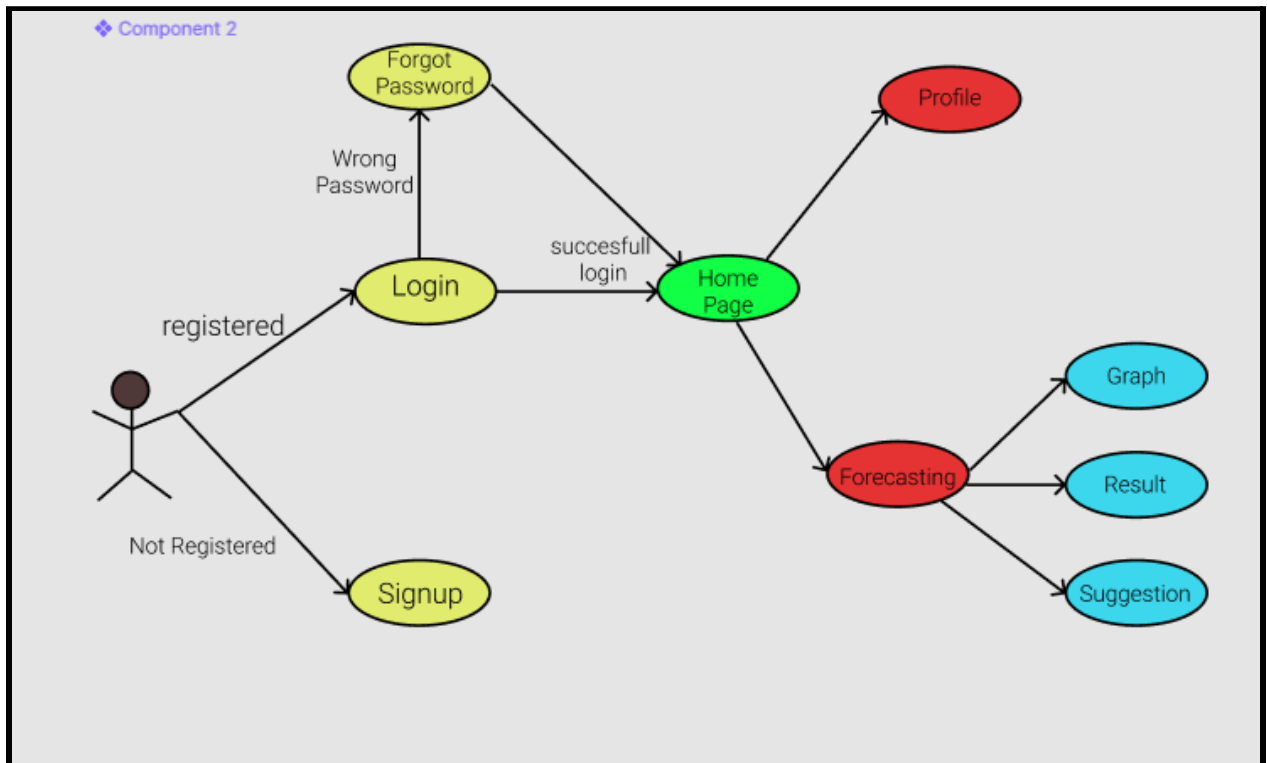 Component 2
Forgot
Password
Profile
Wrong
Password
succesfull
login
Login
Home
Page
registered
Graph
Forecasting
Result
Not Registered
Signup
Suggestion